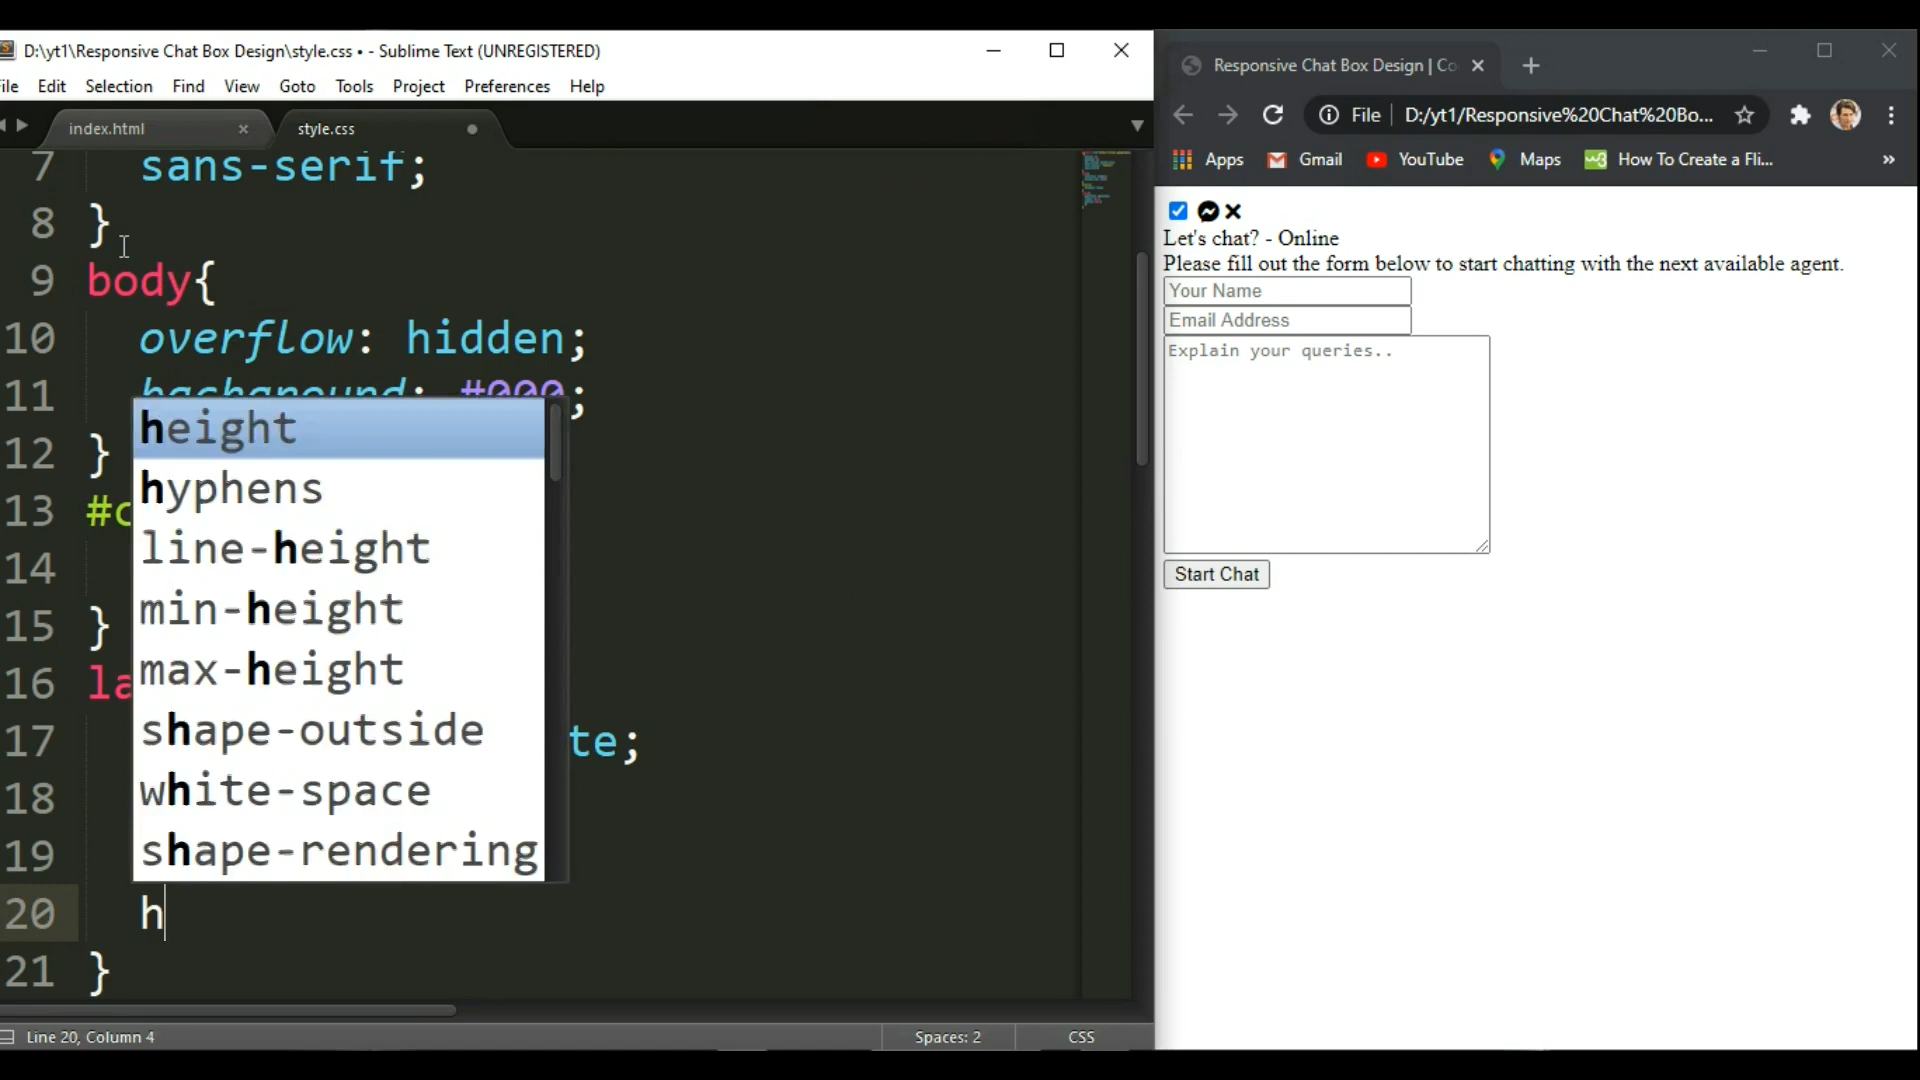 D:\yt1\Responsive Chat Box Design\style.css • - Sublime Text (UNREGISTERED)
ile Edit Selection Find View Goto Tools Project Preferences Help
index.html × style.css
7 sans-serif;
8 }
9 body{
10 overflow: hidden;
11 background: #000;
12 }
13 #c
14
15 }
16 la
17 te;
18
19
20 h
21 }
height
hyphens
line-height
min-height
max-height
shape-outside
white-space
shape-rendering
Line 20, Column 4 Spaces: 2 CSS
Responsive Chat Box Design | Co
File D:/yt1/Responsive%20Chat%20Bo...
Apps Gmail YouTube Maps How To Create a Fli... »
Let's chat? - Online
Please fill out the form below to start chatting with the next available agent.
Your Name
Email Address
Explain your queries..
Start Chat